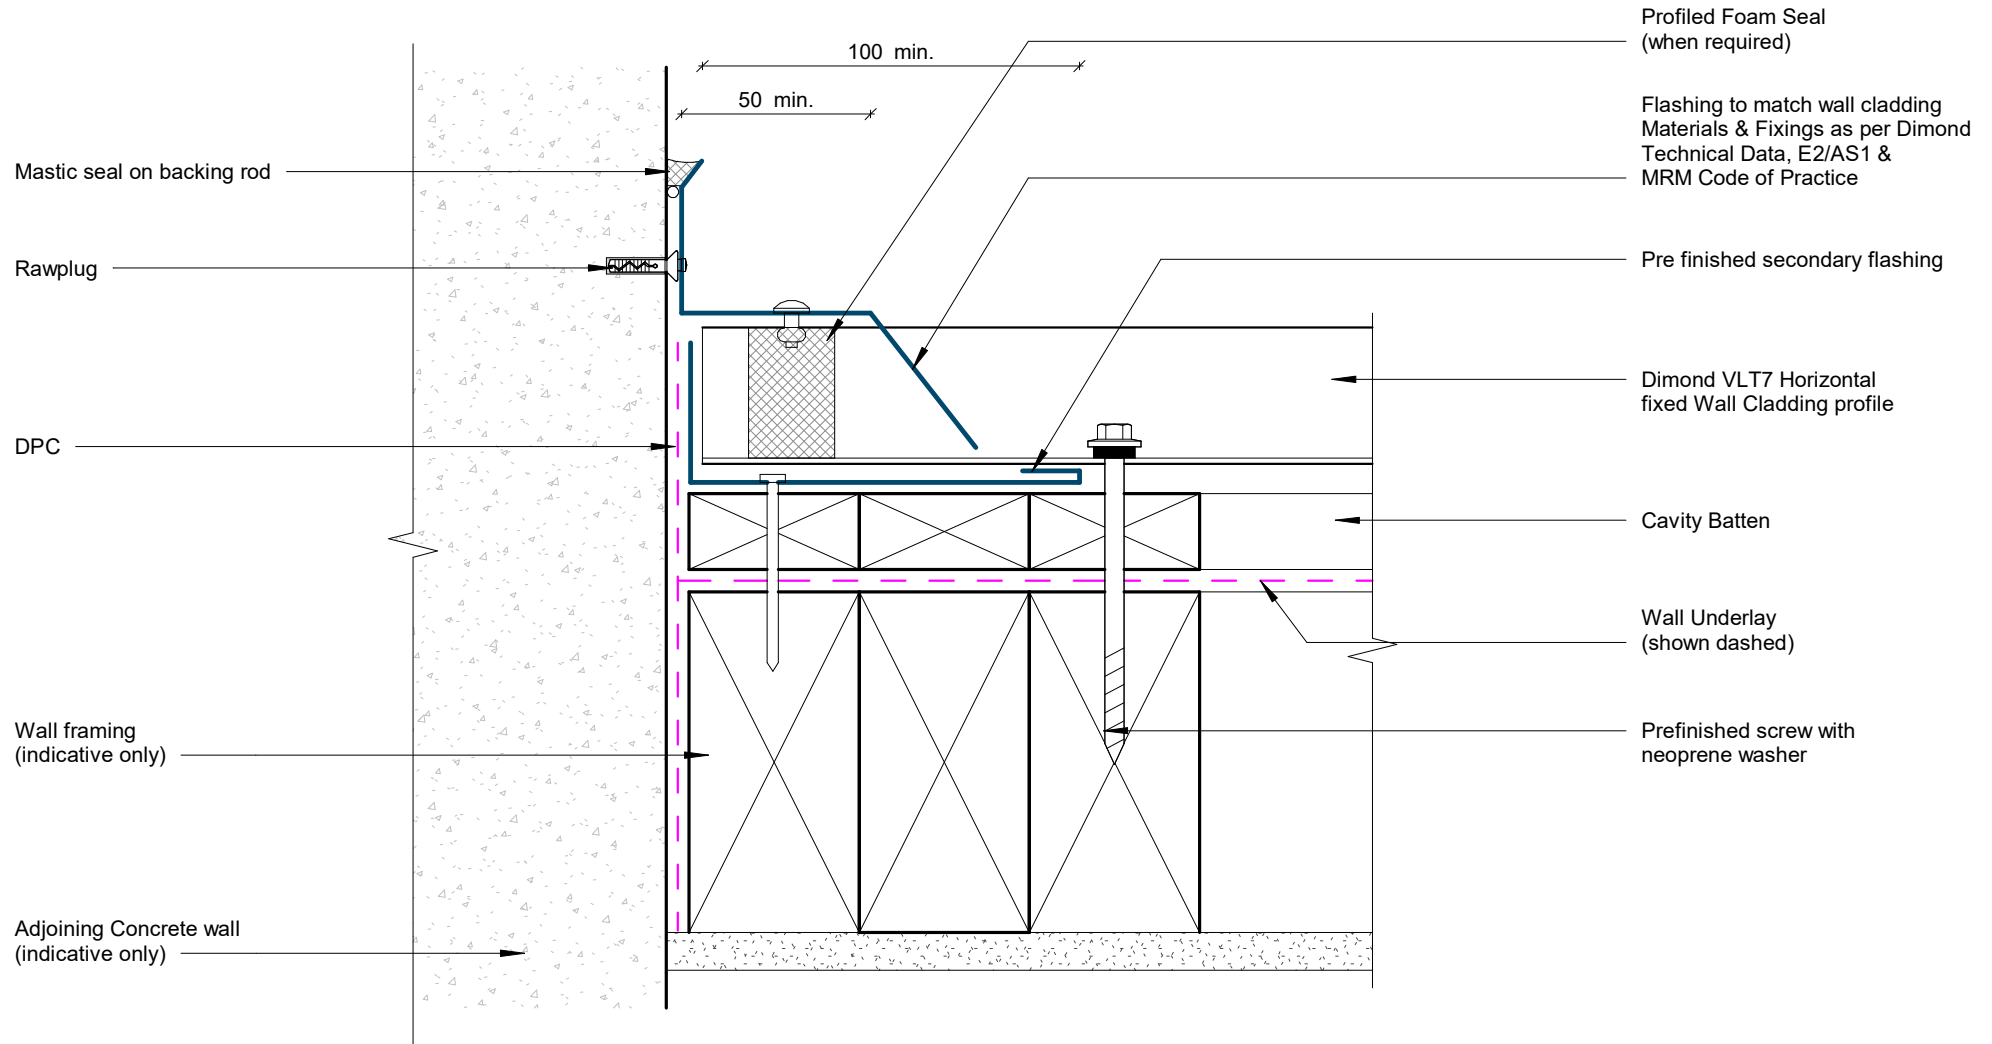 100 min.
50 min.
Mastic seal on backing rod
Rawplug
DPC
Wall framing
(indicative only)
Adjoining Concrete wall
(indicative only)
Profiled Foam Seal
(when required)
Flashing to match wall cladding
Materials & Fixings as per Dimond
Technical Data, E2/AS1 &
MRM Code of Practice
Pre finished secondary flashing
Dimond VLT7 Horizontal
fixed Wall Cladding profile
Cavity Batten
Wall Underlay
(shown dashed)
Prefinished screw with
neoprene washer